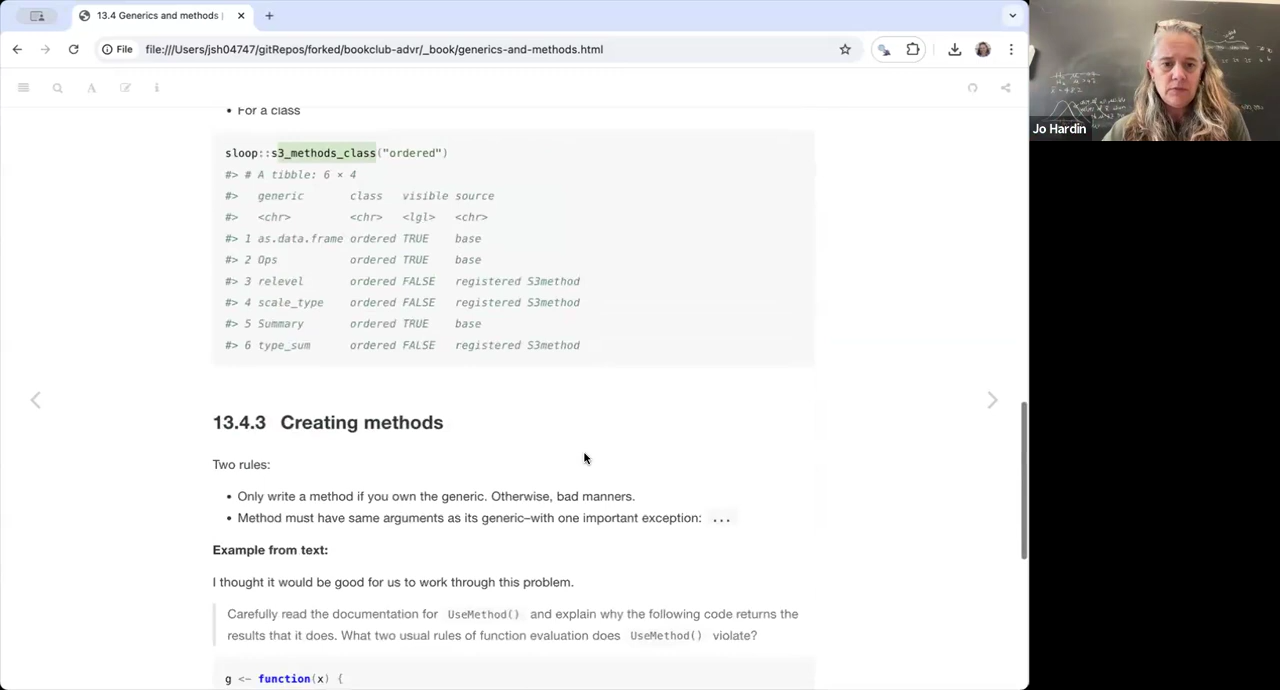 13.4 Generics and methods |
File
file:///Users/jsh04747/gitRepos/forked/bookclub-advr/_book/generics-and-methods.html
Jo Hardin
• For a class
sloop::s3_methods_class("ordered")
#> # A tibble: 6 × 4
#>   generic       class   visible source
#>   <chr>         <chr>   <lgl>   <chr>
#> 1 as.data.frame ordered TRUE    base
#> 2 Ops           ordered TRUE    base
#> 3 relevel       ordered FALSE   registered S3method
#> 4 scale_type    ordered FALSE   registered S3method
#> 5 Summary       ordered TRUE    base
#> 6 type_sum      ordered FALSE   registered S3method
13.4.3 Creating methods
Two rules:
• Only write a method if you own the generic. Otherwise, bad manners.
• Method must have same arguments as its generic–with one important exception: ...
Example from text:
I thought it would be good for us to work through this problem.
Carefully read the documentation for UseMethod() and explain why the following code returns the
results that it does. What two usual rules of function evaluation does UseMethod() violate?
g <- function(x) {